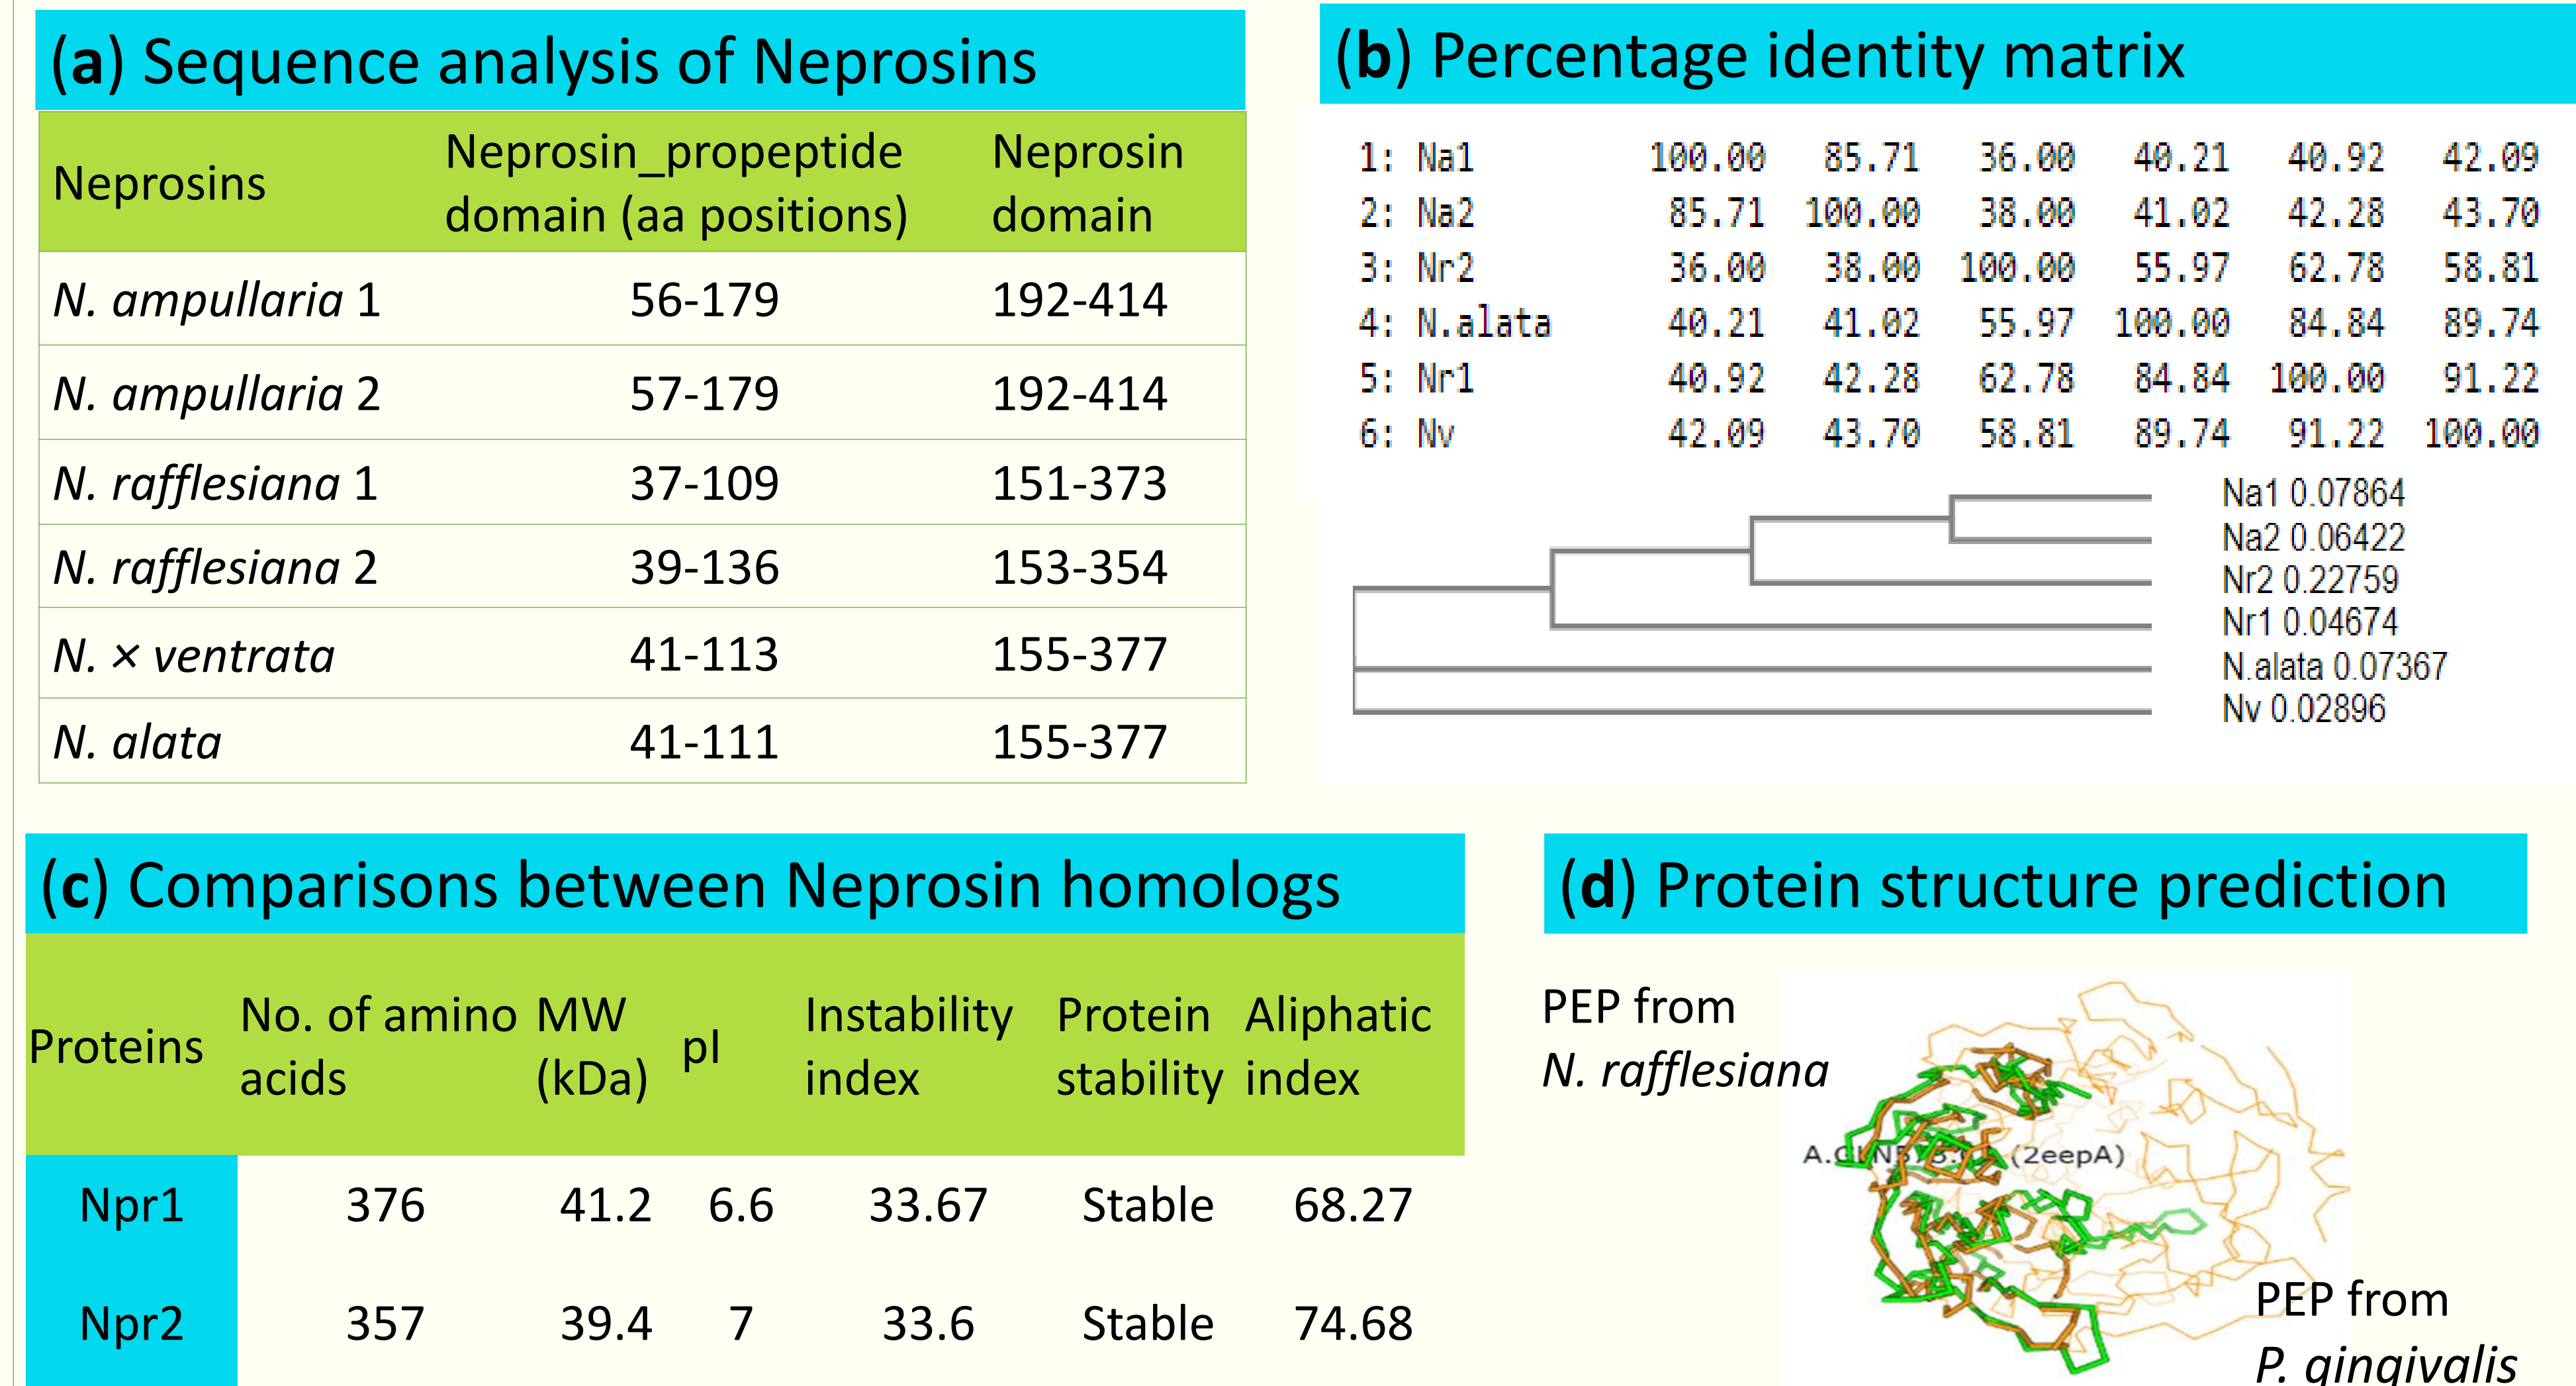 (a) Sequence analysis of Neprosins
Neprosins Neprosin_propeptide domain (aa positions) Neprosin domain
N. ampullaria 1 56-179 192-414
N. ampullaria 2 57-179 192-414
N. rafflesiana 1 37-109 151-373
N. rafflesiana 2 39-136 153-354
N. × ventrata 41-113 155-377
N. alata 41-111 155-377
(b) Percentage identity matrix
1: Na1 100.00 85.71 36.00 40.21 40.92 42.09
2: Na2 85.71 100.00 38.00 41.02 42.28 43.70
3: Nr2 36.00 38.00 100.00 55.97 62.78 58.81
4: N.alata 40.21 41.02 55.97 100.00 84.84 89.74
5: Nr1 40.92 42.28 62.78 84.84 100.00 91.22
6: Nv 42.09 43.70 58.81 89.74 91.22 100.00
Na1 0.07864
Na2 0.06422
Nr2 0.22759
Nr1 0.04674
N.alata 0.07367
Nv 0.02896
(c) Comparisons between Neprosin homologs
Proteins No. of amino acids MW (kDa) pI Instability index Protein stability Aliphatic index
Npr1 376 41.2 6.6 33.67 Stable 68.27
Npr2 357 39.4 7 33.6 Stable 74.68
(d) Protein structure prediction
PEP from
N. rafflesiana
(2eepA)
PEP from
P. gingivalis